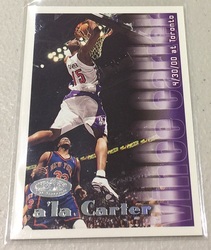 4/30/00 at Toronto
VINCE CARTER
15
a'la Carter